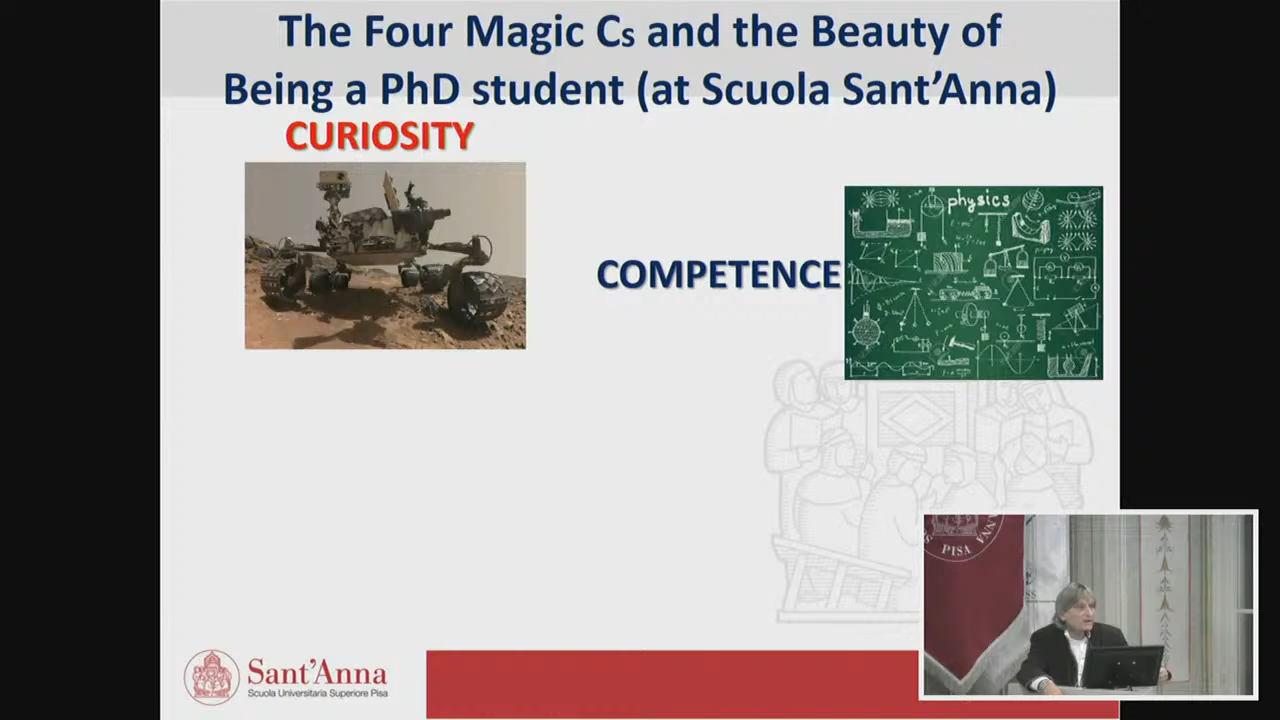 The Four Magic Cs and the Beauty of
Being a PhD student (at Scuola Sant'Anna)
CURIOSITY
physics
COMPETENCE
PISA
Sant'Anna
Scuola Universitaria Superiore Pisa